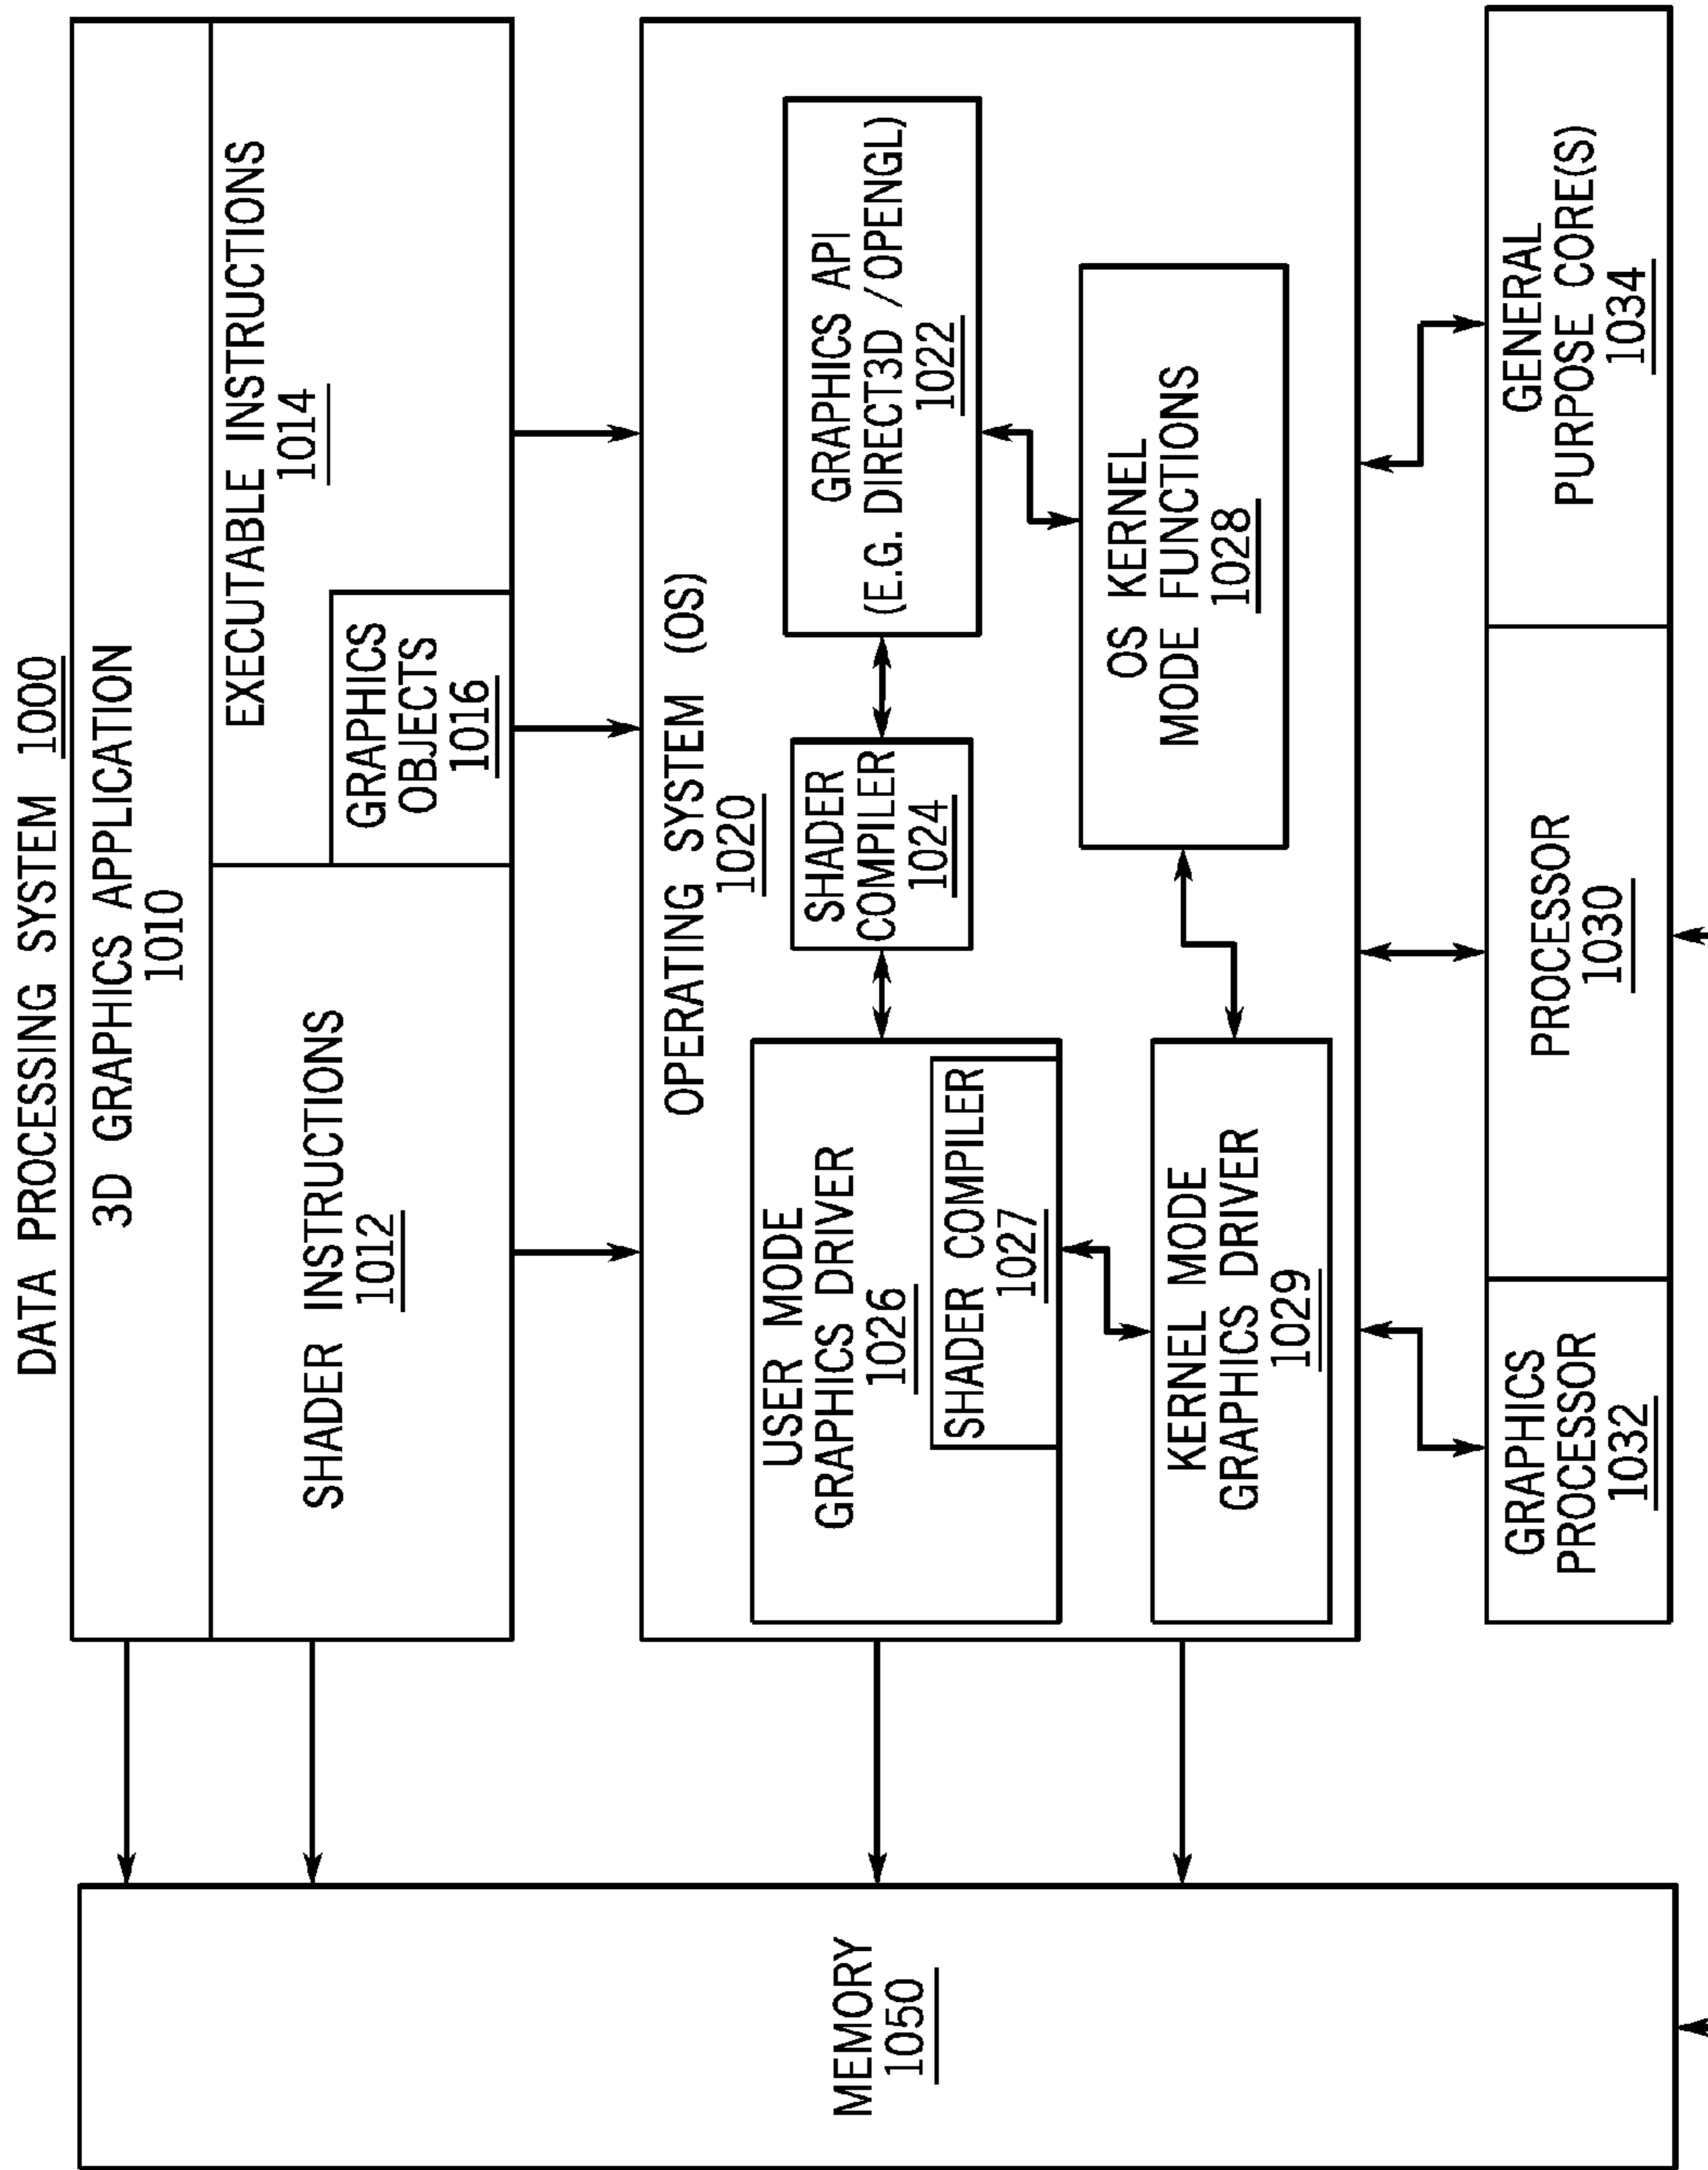 DATA PROCESSING SYSTEM 1000
3D GRAPHICS APPLICATION
1010
SHADER INSTRUCTIONS
1012
EXECUTABLE INSTRUCTIONS
1014
GRAPHICS
OBJECTS
1016
OPERATING SYSTEM (OS)
1020
USER MODE
GRAPHICS DRIVER
1026
SHADER COMPILER
1027
SHADER
COMPILER
1024
GRAPHICS API
(E.G. DIRECT3D /OPENGL)
1022
KERNEL MODE
GRAPHICS DRIVER
1029
OS KERNEL
MODE FUNCTIONS
1028
GRAPHICS
PROCESSOR
1032
PROCESSOR
1030
GENERAL
PURPOSE CORE(S)
1034
MEMORY
1050